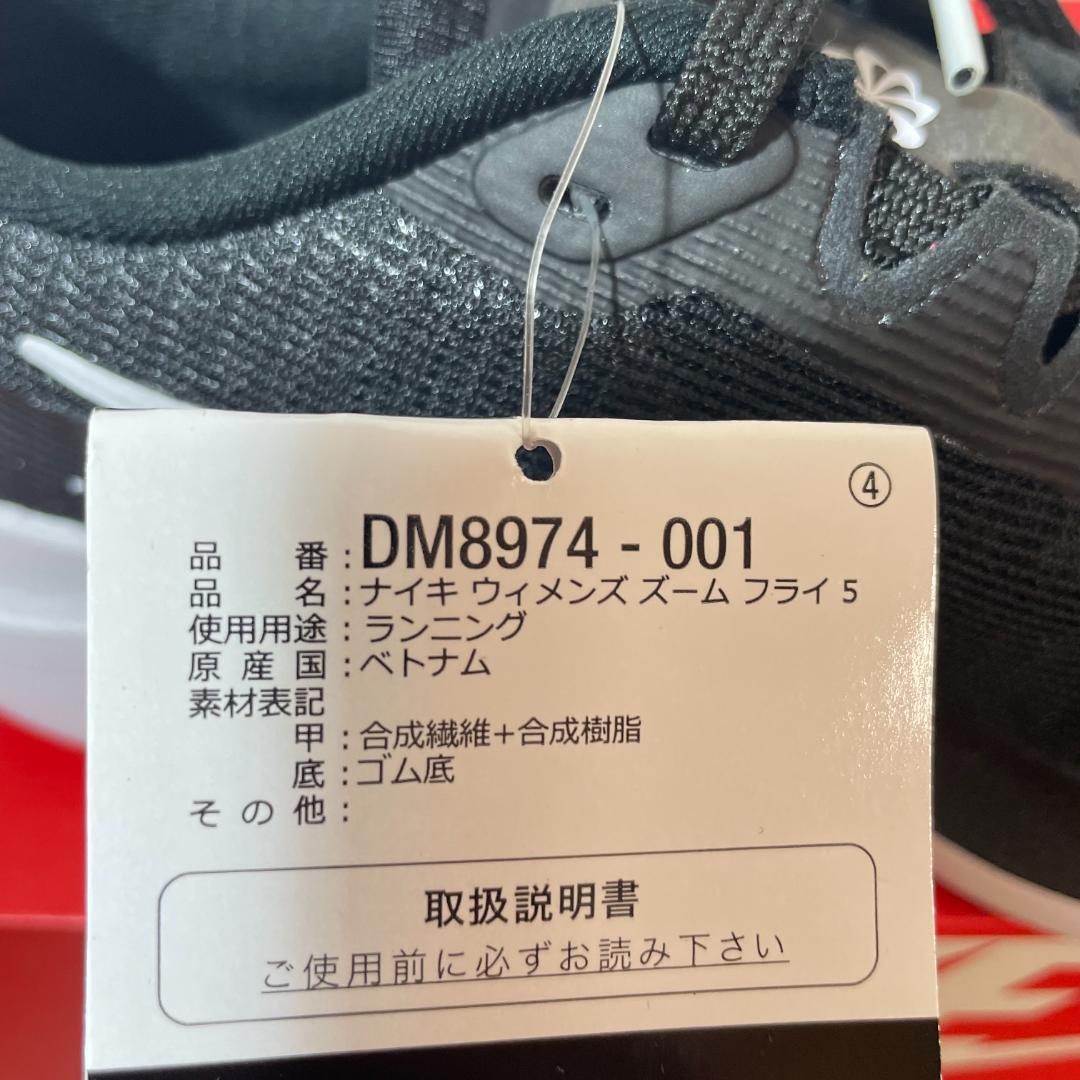 ④
品番:DM8974-001
品名:ナイキ ウィメンズ ズーム フライ 5
使用用途:ランニング
原産国:ベトナム
素材表記
甲:合成繊維+合成樹脂
底:ゴム底
その他:
取扱説明書
ご使用前に必ずお読み下さい